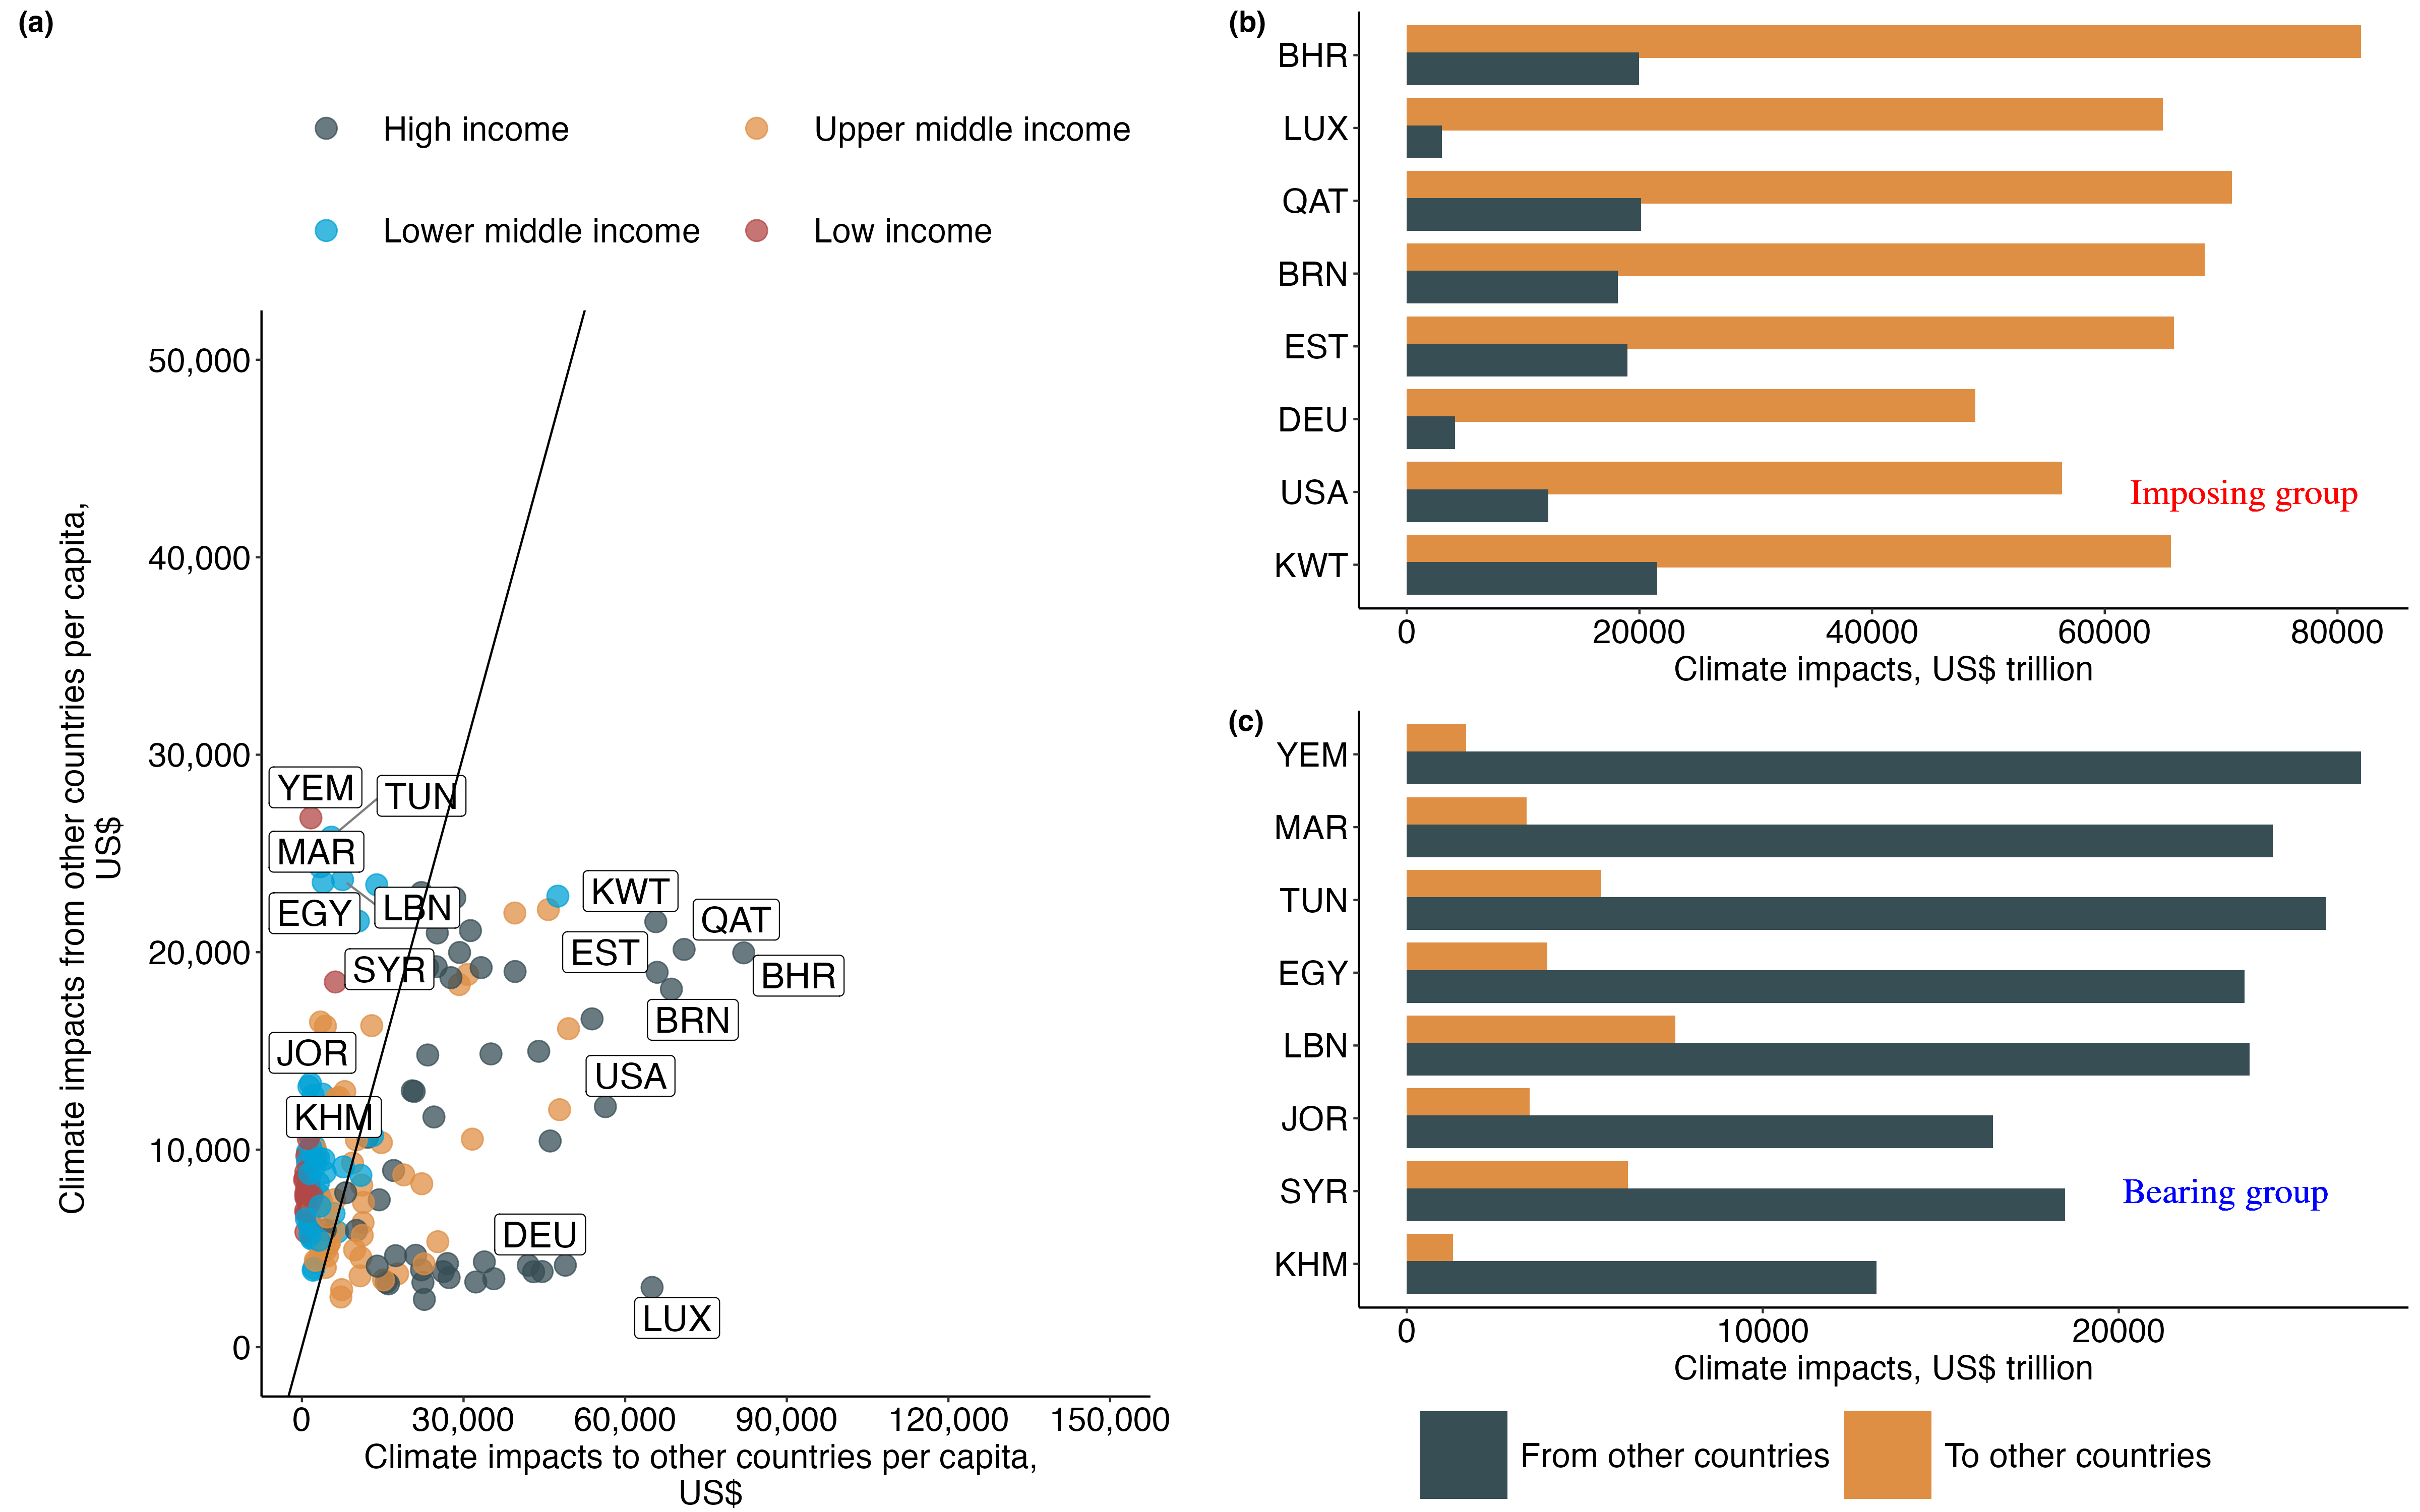 (a)
High income
Upper middle income
Lower middle income
Low income
Climate impacts from other countries per capita,
US$
50,000
40,000
30,000
20,000
10,000
0
YEM
TUN
MAR
LBN
EGY
SYR
JOR
KHM
KWT
QAT
EST
BHR
BRN
USA
DEU
LUX
0 30,000 60,000 90,000 120,000 150,000
Climate impacts to other countries per capita,
US$
(b)
BHR
LUX
QAT
BRN
EST
DEU
USA
Imposing group
KWT
0 20000 40000 60000 80000
Climate impacts, US$ trillion
(c)
YEM
MAR
TUN
EGY
LBN
JOR
SYR
Bearing group
KHM
0 10000 20000
Climate impacts, US$ trillion
From other countries
To other countries